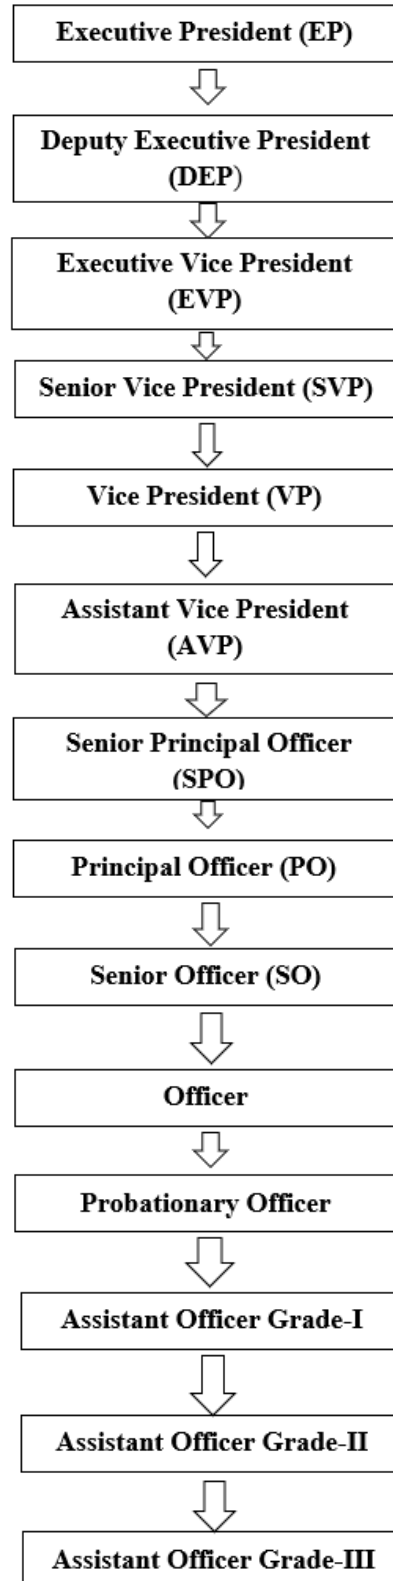 Executive President (EP)
Deputy Executive President
(DEP)
Executive Vice President
(EVP)
Senior Vice President (SVP)
Vice President (VP)
Assistant Vice President
(AVP)
Senior Principal Officer
(SPO)
Principal Officer (PO)
Senior Officer (SO)
Officer
Probationary Officer
Assistant Officer Grade-I
Assistant Officer Grade-II
Assistant Officer Grade-III